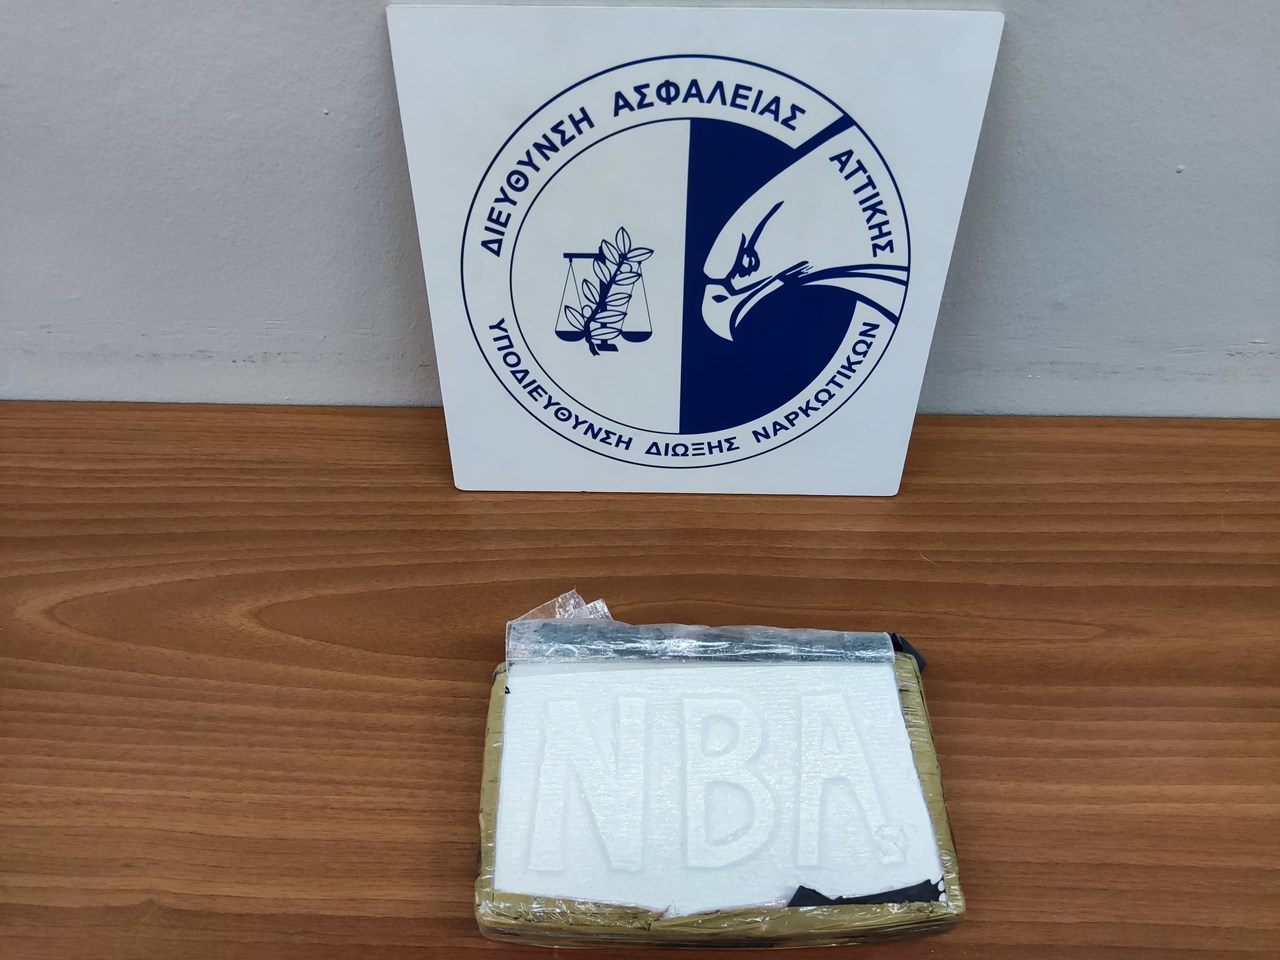 ΔΙΕΥΘΥΝΣΗ ΑΣΦΑΛΕΙΑΣ ΑΤΤΙΚΗΣ
ΥΠΟΔΙΕΥΘΥΝΣΗ ΔΙΩΞΗΣ ΝΑΡΚΩΤΙΚΩΝ
NBA